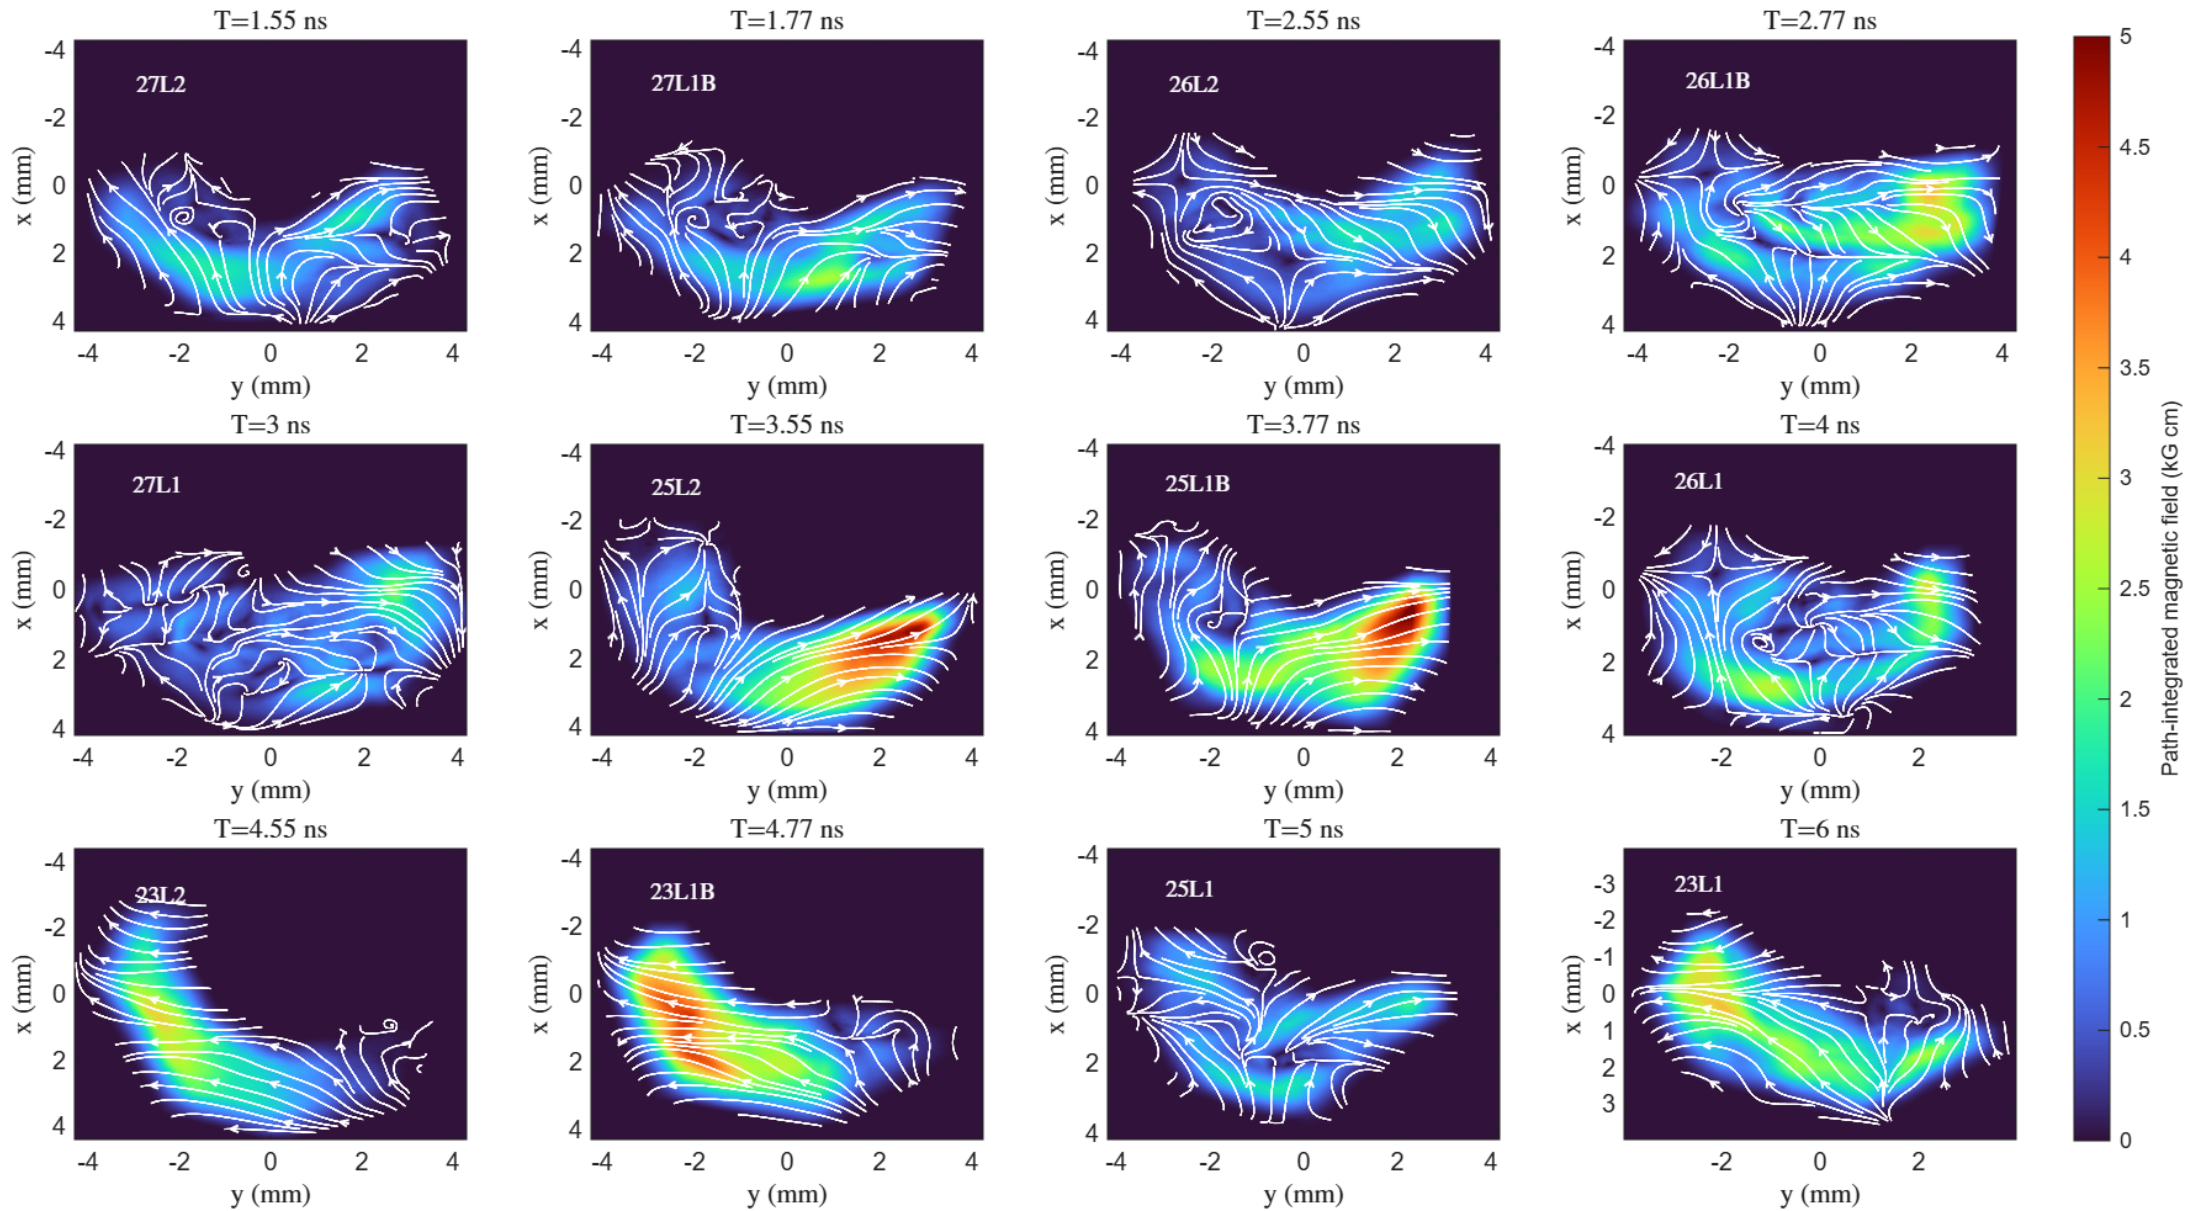 T=1.55 ns
-4
27L2
-2
x (mm)
0
2
4
-4 -2 0 2 4
y (mm)
T=1.77 ns
-4
27L1B
-2
x (mm)
0
2
4
-4 -2 0 2 4
y (mm)
T=2.55 ns
-4
26L2
-2
x (mm)
0
2
4
-4 -2 0 2 4
y (mm)
T=2.77 ns
-4
26L1B
-2
x (mm)
0
2
4
-4 -2 0 2 4
y (mm)
T=3 ns
-4
27L1
-2
x (mm)
0
2
4
-4 -2 0 2 4
y (mm)
T=3.55 ns
-4
25L2
-2
x (mm)
0
2
4
-4 -2 0 2 4
y (mm)
T=3.77 ns
-4
25L1B
-2
x (mm)
0
2
4
-4 -2 0 2 4
y (mm)
T=4 ns
-4
26L1
-2
x (mm)
0
2
4
-2 0 2
y (mm)
T=4.55 ns
-4
23L2
-2
x (mm)
0
2
4
-4 -2 0 2 4
y (mm)
T=4.77 ns
-4
23L1B
-2
x (mm)
0
2
4
-4 -2 0 2 4
y (mm)
T=5 ns
-4
25L1
-2
x (mm)
0
2
4
-4 -2 0 2 4
y (mm)
T=6 ns
-3
23L1
-2
-1
x (mm)
0
1
2
3
-2 0 2
y (mm)
5
4.5
4
3.5
3
2.5
2
1.5
1
0.5
0
Path-integrated magnetic field (kG cm)